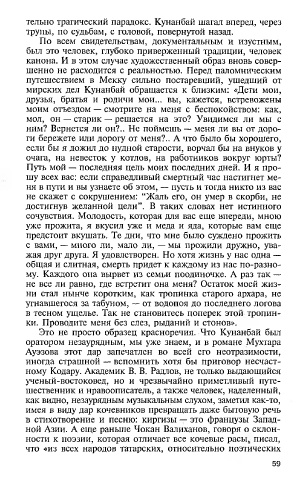 тельно трагический парадокс. Кунанбай шагал вперед, через
трупы, по судьбам, с головой, повернутой назад.
По всем свидетельствам, документальным и изустным,
был это человек, глубоко приверженный традиции, человек
канона. И в этом случае художественный образ вновь совершенно
не расходится с реальностью. Перед паломническим
путешествием в Мекку сильно постаревший, ушедший от
мирских дел Кунанбай обращается к близким: «Дети мои,
друзья, братья и родичи мои... вы, кажется, встревожены
моим отъездом — смотрите на меня с беспокойством: как,
мол, он — старик — решается на это? Увидимся ли мы с
ним? Вернется ли он?.. Не поймешь — меня ли вы от дороги
бережете или дорогу от меня?.. А что было бы хорошего,
если бы я дожил до нудной старости, ворчал бы на внуков у
очага, на невесток у котлов, на работников вокруг юрты?
Путь мой — последняя цель моих последних дней. И я прошу
всех вас: если справедливый смертный час настигнет меня
в пути и вы узнаете об этом, — пусть и тогда никто из вас
не скажет с сокрушением: "Жаль его, он умер в скорби, не
достигнув желанной цели". В таких словах нет истинного
сочувствия. Молодость, которая для вас еще впереди, мною
уже прожита, я вкусил уже и меда и яда, которые вам еще
предстоит вкушать. Те дни, что мне было суждено прожить
с вами, — много ли, мало ли, — мы прожили дружно, уважая
друг друга. Я удовлетворен. Но хотя жизнь у нас одна —
общая и слитная, смерть придет к каждому из нас по-разному.
Каждого она вырвет из семьи поодиночке. А раз так —
не все ли равно, где встретит она меня? Остаток моей жизни
стал нынче коротким, как тропинка старого архара, не
угнавшегося за табуном, — от водопоя до последнего логова
в тесном ущелье. Так не становитесь поперек этой тропинки.
Проводите меня без слез, рыданий и стонов».
Это не просто образец красноречия. Что Кунанбай был
оратором незаурядным, мы уже знаем, и в романе Мухтара
Ауэзова этот дар запечатлен во всей его неотразимости,
иногда страшной — вспомним хотя бы приговор несчастному
Кодару. Академик В. В. Радлов, не только выдающийся
ученый-востоковед, но и чрезвычайно приметливый путешественник
и нравоописатель, а также человек, наделенный,
как видно, незаурядным музыкальным слухом, заметил как-то,
имея в виду дар кочевников превращать даже бытовую речь
в стихотворение и песню: киргизы — это французы Западной
Азии. А еще раньше Чокан Валиханов, говоря о склонности
к поэзии, которая отличает все кочевые расы, писал,
что «из всех народов татарских, относительно поэтических
59